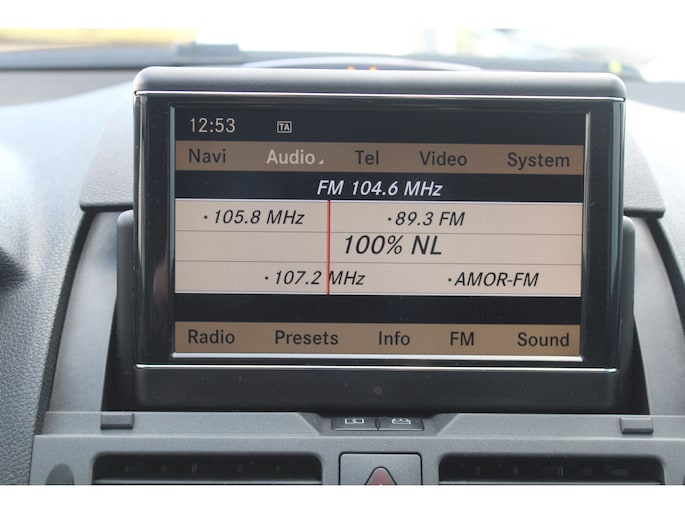 12:53 TA
Navi Audio Tel Video System
FM 104.6 MHz
105.8 MHz 89.3 FM
100% NL
107.2 MHz AMOR-FM
Radio Presets Info FM Sound